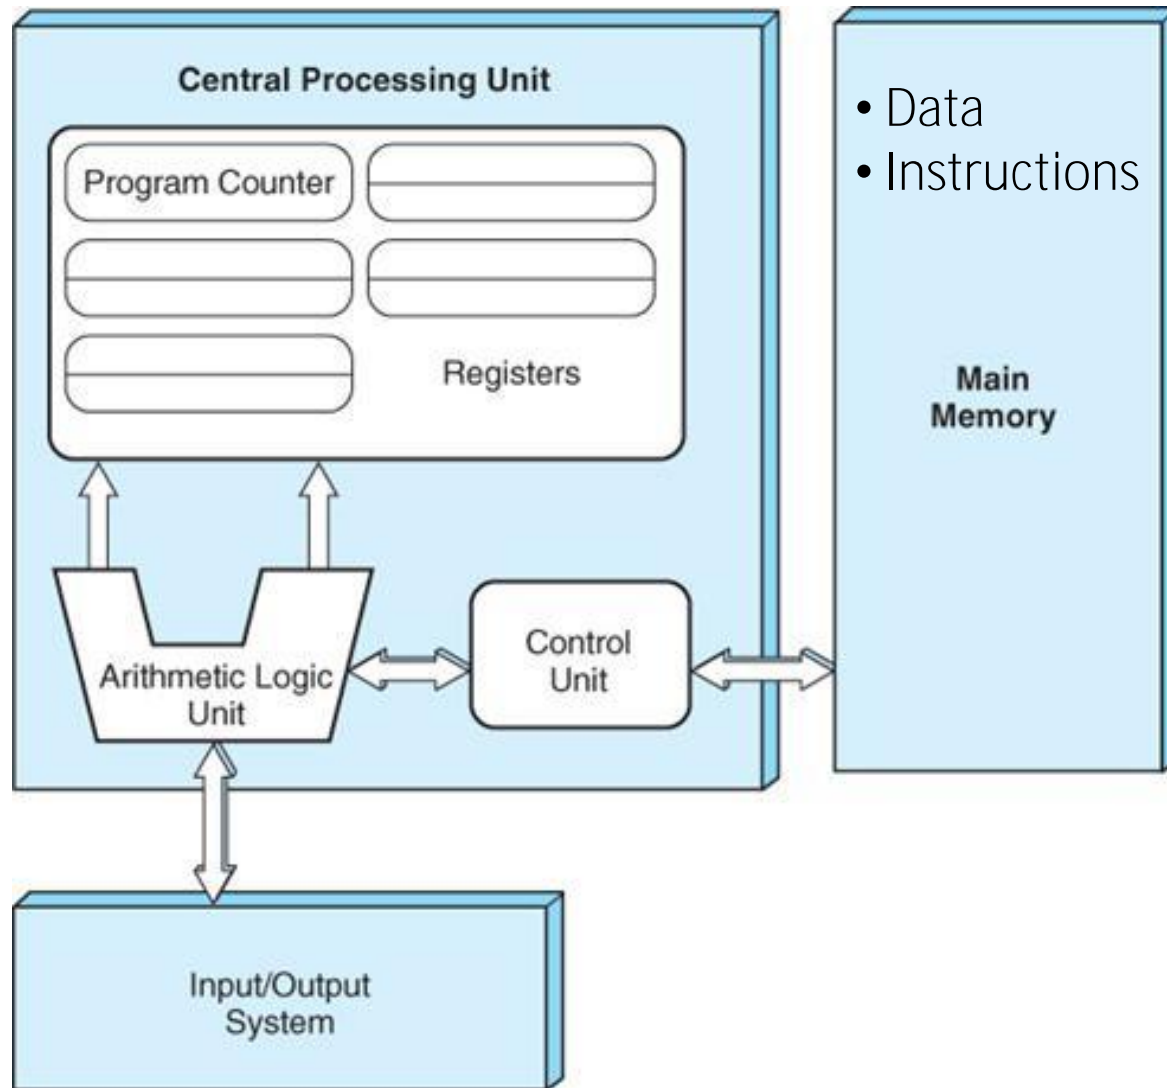 Central Processing Unit
Program Counter
Registers
Arithmetic Logic
Unit
Control
Unit
• Data
• Instructions
Main
Memory
Input/Output
System